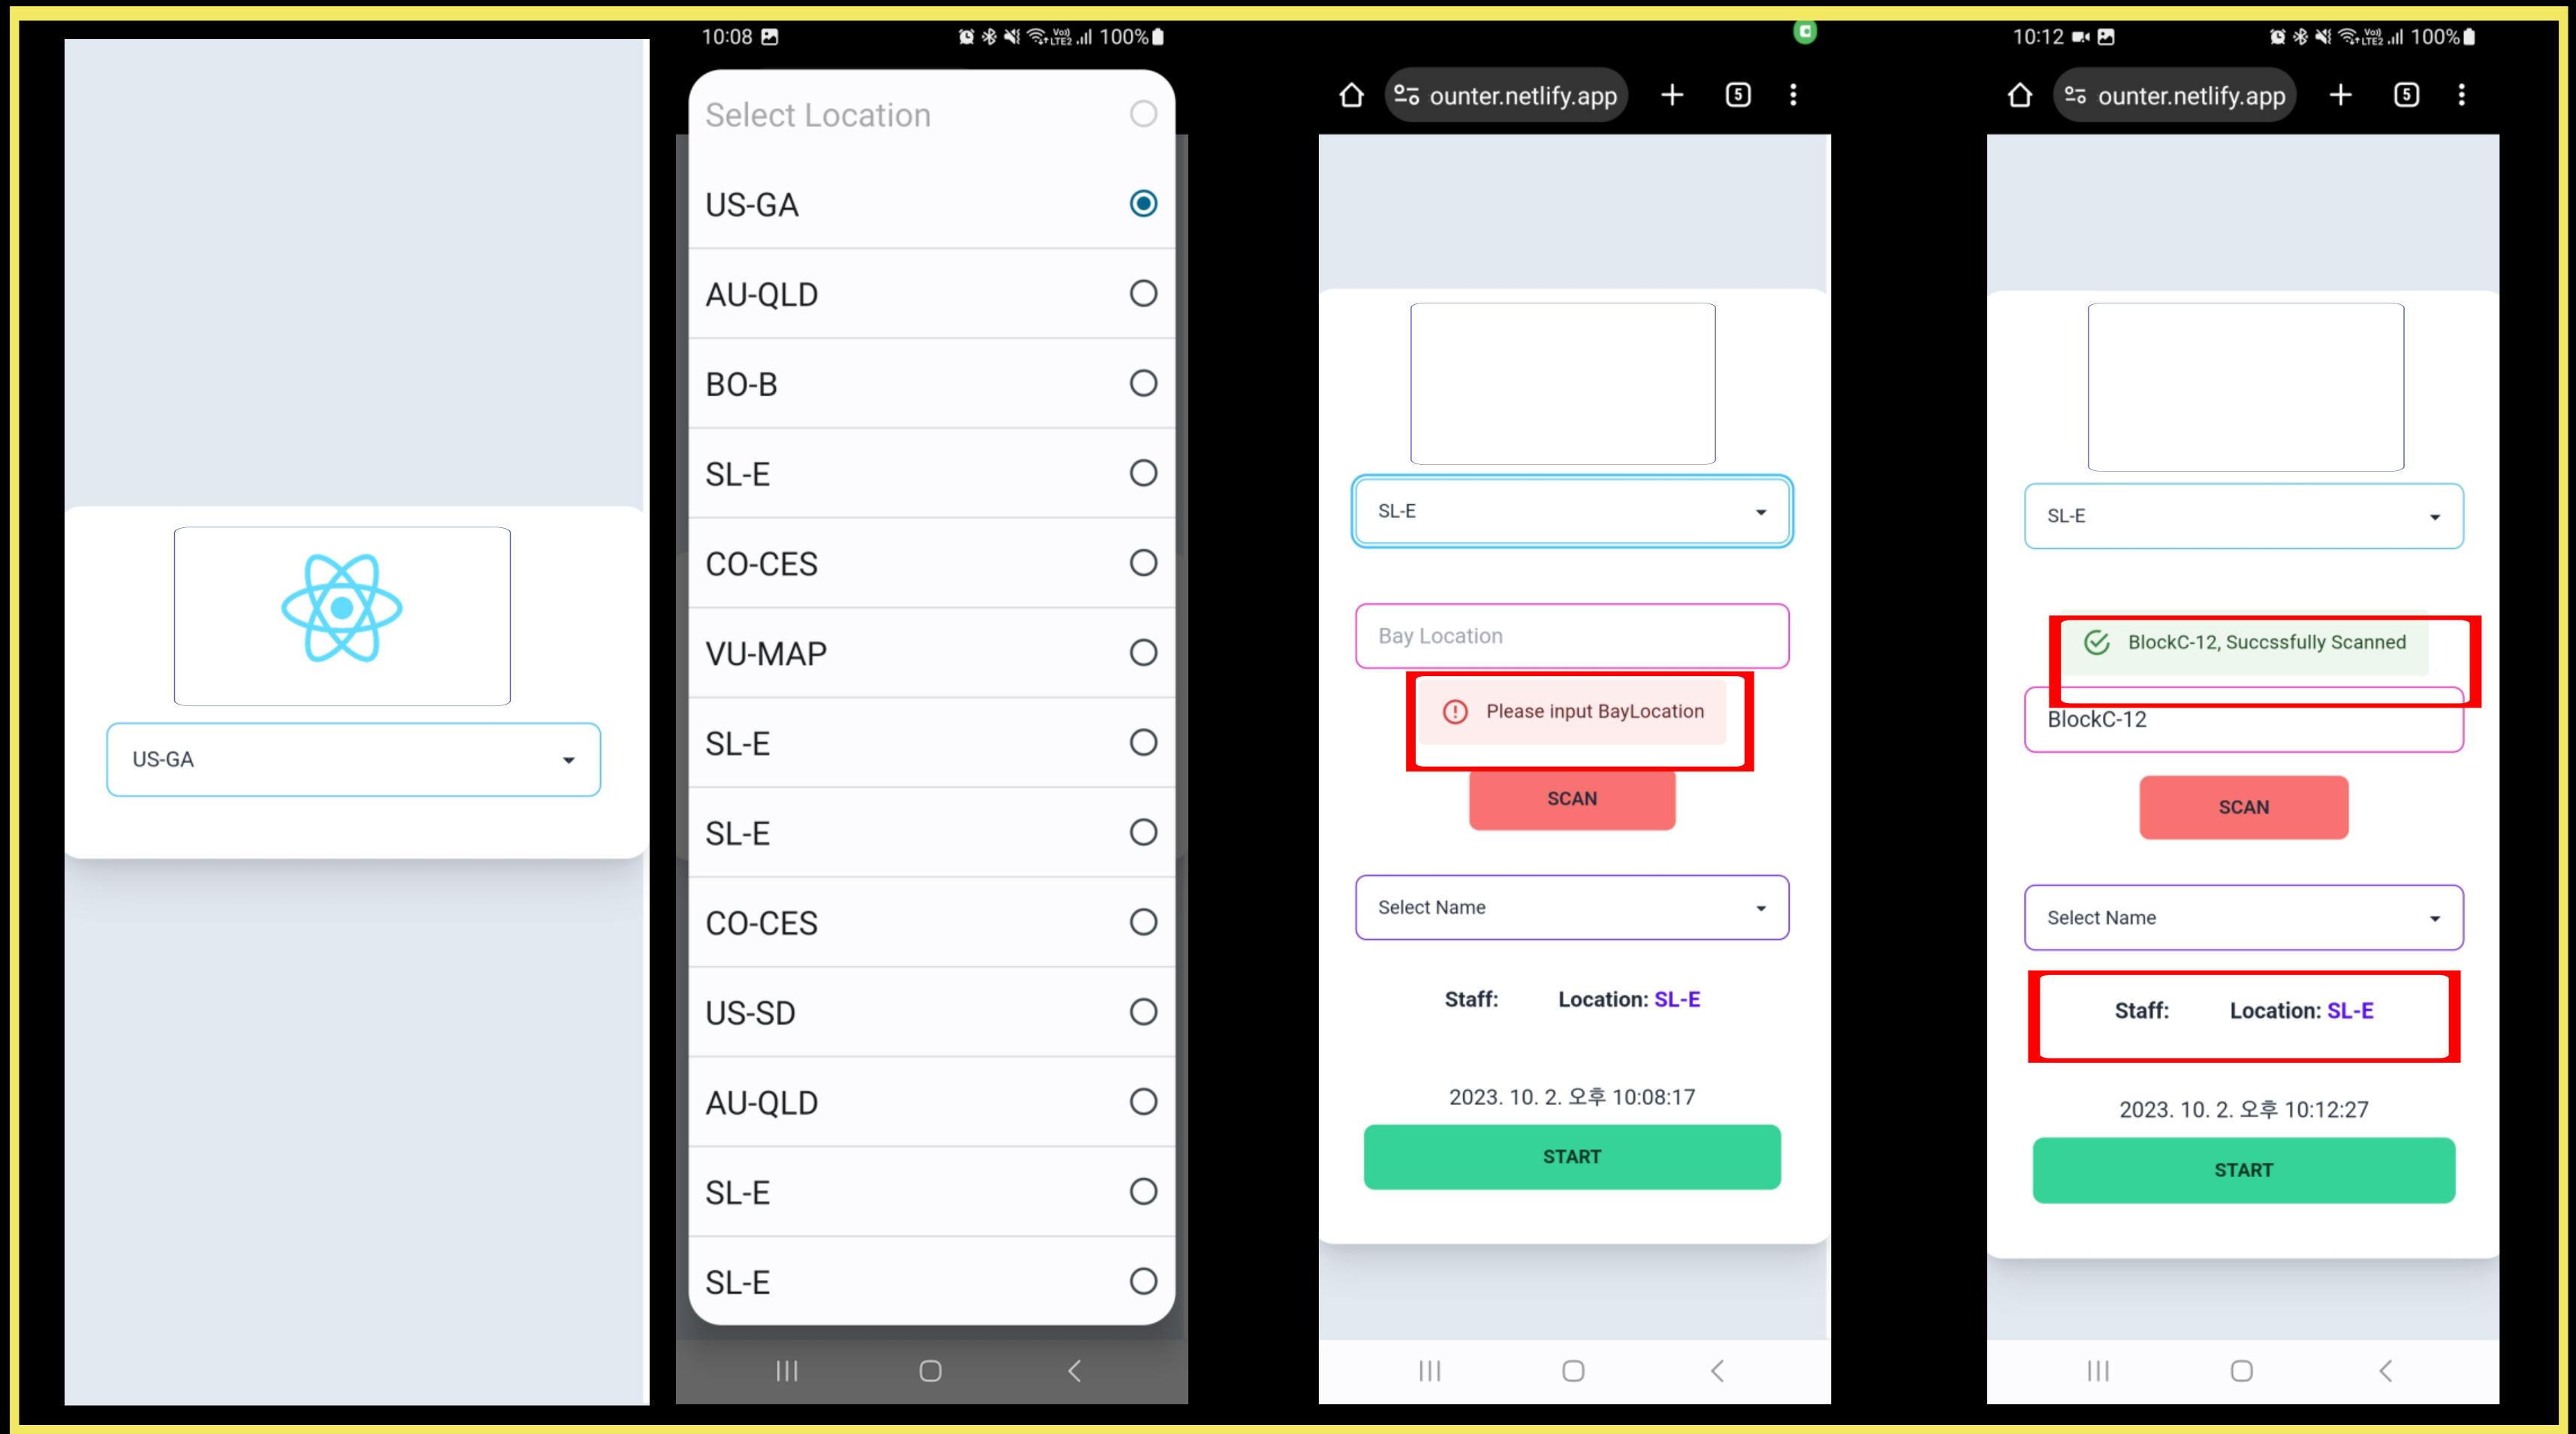 US-GA
10:08
Vo) LTE2 100%
Select Location
US-GA
AU-QLD
BO-B
SL-E
CO-CES
VU-MAP
SL-E
SL-E
CO-CES
US-SD
AU-QLD
SL-E
SL-E
ounter.netlify.app
5
SL-E
Bay Location
Please input BayLocation
SCAN
Select Name
Staff: Location: SL-E
2023. 10. 2. 오후 10:08:17
START
10:12
Vo) LTE2 100%
ounter.netlify.app
5
SL-E
BlockC-12, Succssfully Scanned
BlockC-12
SCAN
Select Name
Staff: Location: SL-E
2023. 10. 2. 오후 10:12:27
START